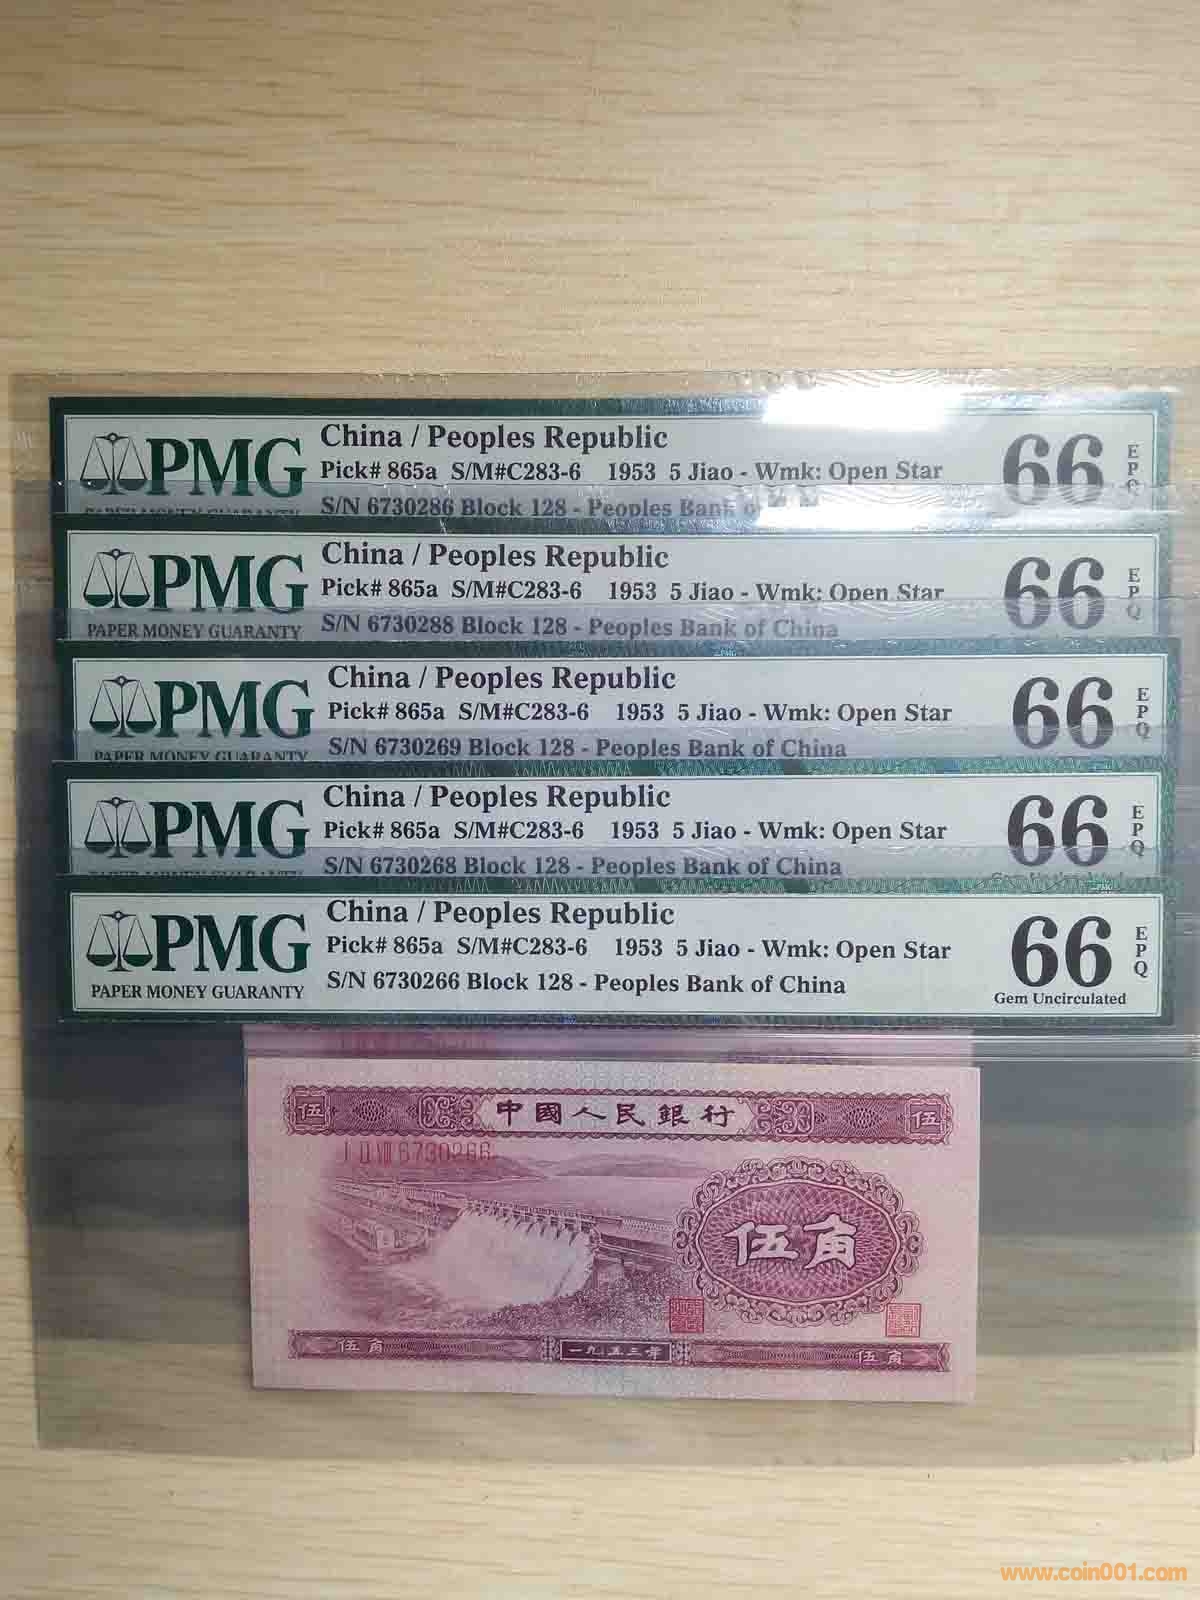 PMG
China / Peoples Republic
Pick# 865a S/M#C283-6 1953 5 Jiao - Wmk: Open Star
S/N 6730286 Block 128 - Peoples Bank
66
EPQ
PMG
PAPER MONEY GUARANTY
China / Peoples Republic
Pick# 865a S/M#C283-6 1953 5 Jiao - Wmk: Open Star
S/N 6730288 Block 128 - Peoples Bank of China
66
EPQ
PMG
PAPER MONEY GUARANTY
China / Peoples Republic
Pick# 865a S/M#C283-6 1953 5 Jiao - Wmk: Open Star
S/N 6730269 Block 128 - Peoples Bank of China
66
EPQ
PMG
China / Peoples Republic
Pick# 865a S/M#C283-6 1953 5 Jiao - Wmk: Open Star
S/N 6730268 Block 128 - Peoples Bank of China
66
EPQ
PMG
PAPER MONEY GUARANTY
China / Peoples Republic
Pick# 865a S/M#C283-6 1953 5 Jiao - Wmk: Open Star
S/N 6730266 Block 128 - Peoples Bank of China
66
EPQ
Gem Uncirculated
伍 中國人民銀行 伍
I II VIII 6730266
伍角
伍角 一九五三年 伍角
www.coin001.com